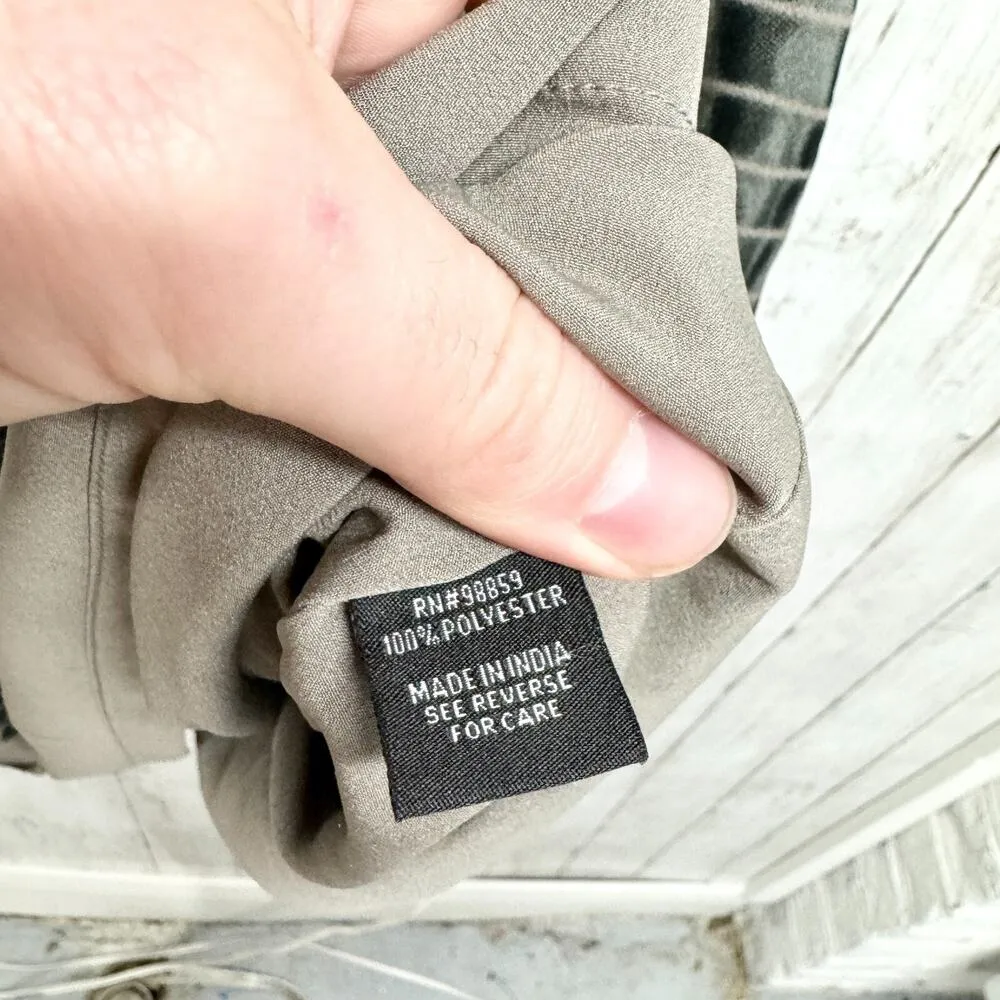 RN#98859
100% POLYESTER
MADE IN INDIA
SEE REVERSE
FOR CARE